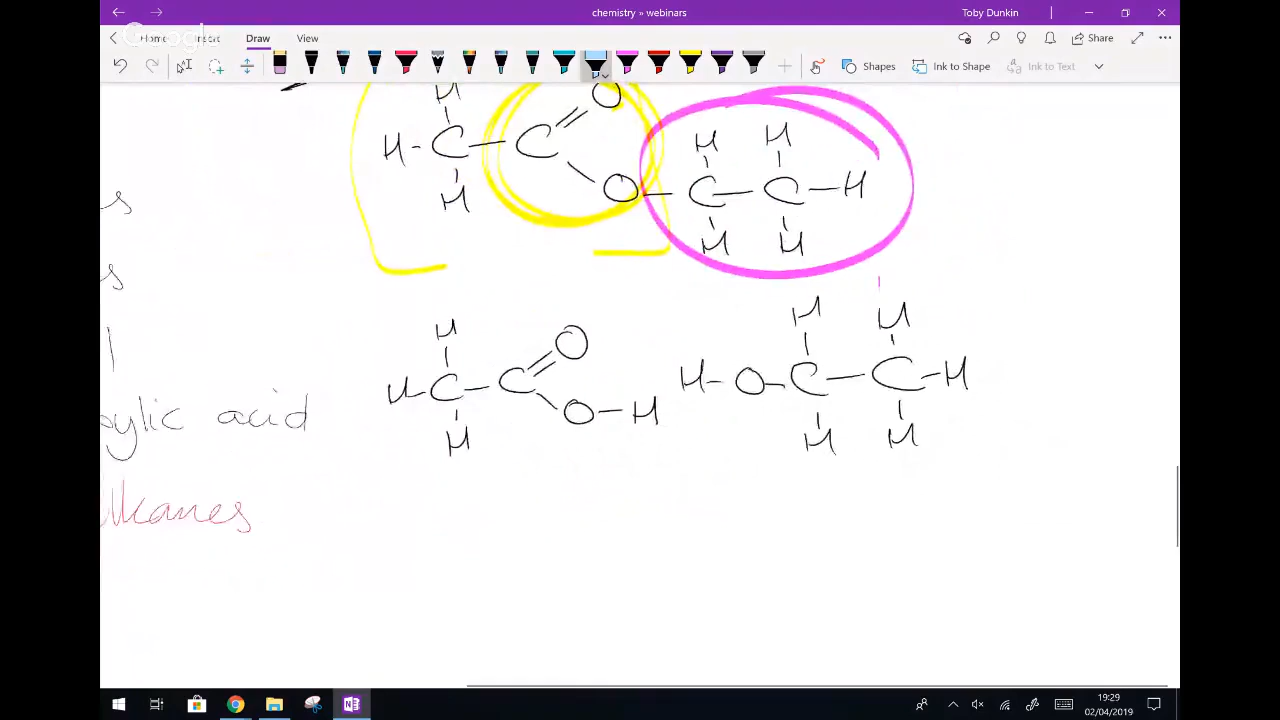 chemistry » webinars
Toby Dunkin
Google
Home Insert Draw View
Share
Shapes
Ink to Shape
Ink to Text
H O H H
H - C - C O - C - C - H
H H H
H O H H
H - C - C O - H H - O - C - C - H
H H H
ylic acid
lkanes
19:29
02/04/2019